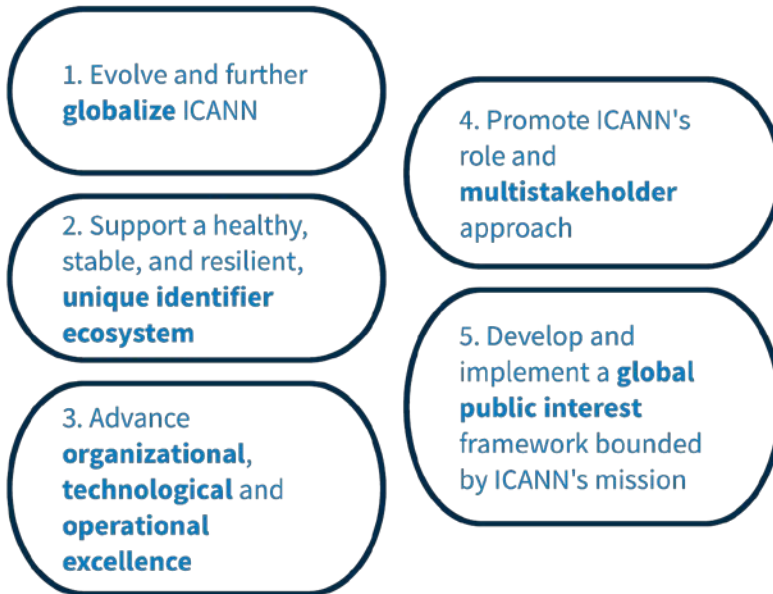 1. Evolve and further
globalize ICANN
2. Support a healthy,
stable, and resilient,
unique identifier
ecosystem
3. Advance
organizational,
technological and
operational
excellence
4. Promote ICANN's
role and
multistakeholder
approach
5. Develop and
implement a global
public interest
framework bounded
by ICANN's mission